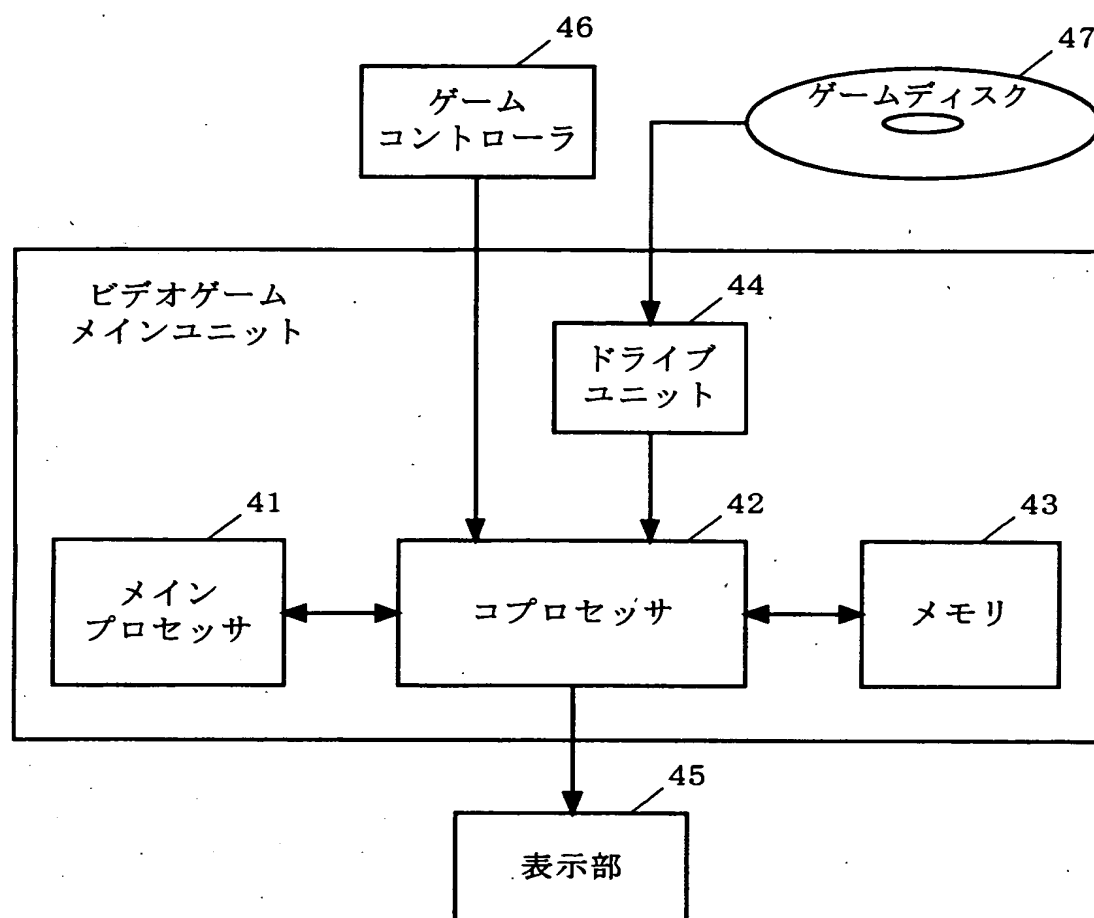 46
47
ゲーム
コントローラ
ゲームディスク
ビデオゲーム
メインユニット
44
ドライブ
ユニット
41
42
43
メイン
プロセッサ
コプロセッサ
メモリ
45
表示部